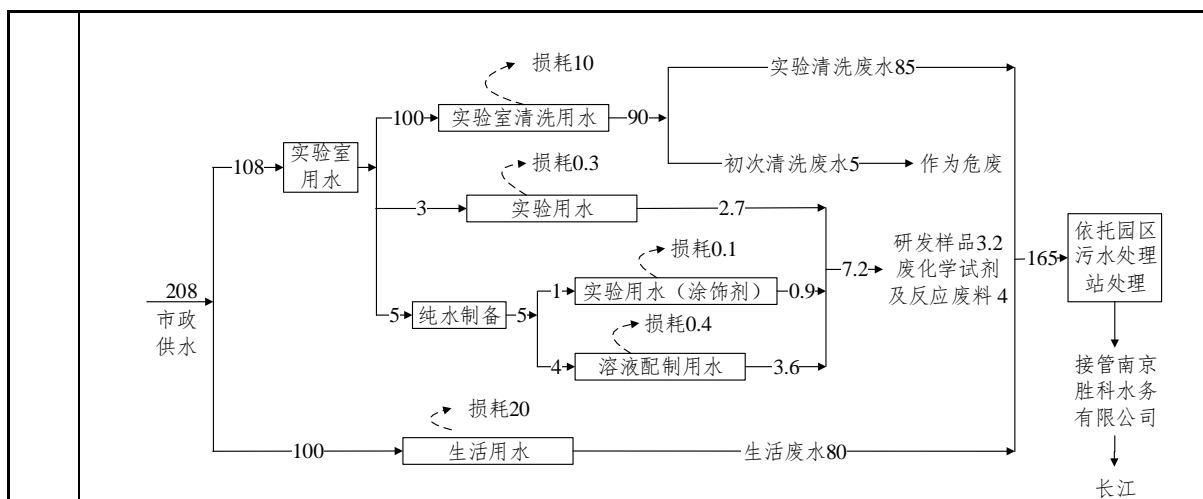 损耗10
实验清洗废水85
100
实验室清洗用水
90
108
实验室
用水
损耗0.3
初次清洗废水5
作为危废
3
实验用水
2.7
依托园区
污水处理
站处理
研发样品3.2
废化学试剂
及反应废料 4
损耗0.1
7.2
165
208
市政
供水
1
实验用水（涂饰剂）
0.9
5
纯水制备
5
损耗0.4
4
溶液配制用水
3.6
接管南京
胜科水务
有限公司
损耗20
100
生活用水
生活废水80
长江